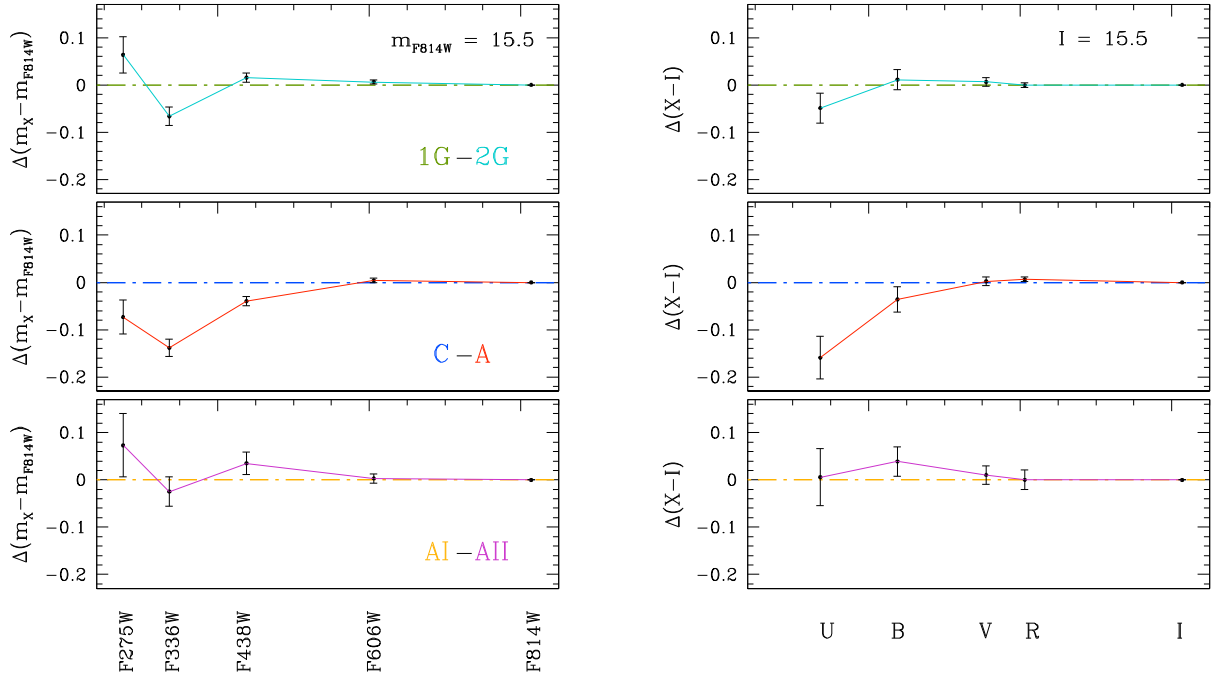 Δ(m_X−m_F814W)
0.1
0
−0.1
−0.2
m_F814W = 15.5
1G−2G
Δ(X−I)
0.1
0
−0.1
−0.2
I = 15.5
Δ(m_X−m_F814W)
0.1
0
−0.1
−0.2
C−A
Δ(X−I)
0.1
0
−0.1
−0.2
Δ(m_X−m_F814W)
0.1
0
−0.1
−0.2
AI−AII
Δ(X−I)
0.1
0
−0.1
−0.2
F275W
F336W
F438W
F606W
F814W
U B V R I